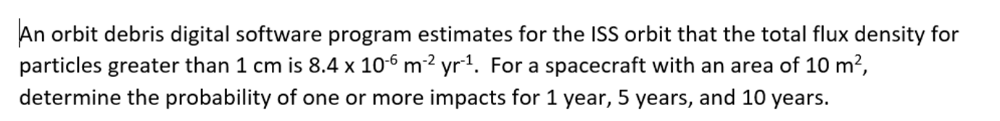 An orbit debris digital software program estimates for the ISS orbit that the total flux density for
particles greater than 1 cm is 8.4 x 10⁻⁶ m⁻² yr⁻¹.  For a spacecraft with an area of 10 m²,
determine the probability of one or more impacts for 1 year, 5 years, and 10 years.